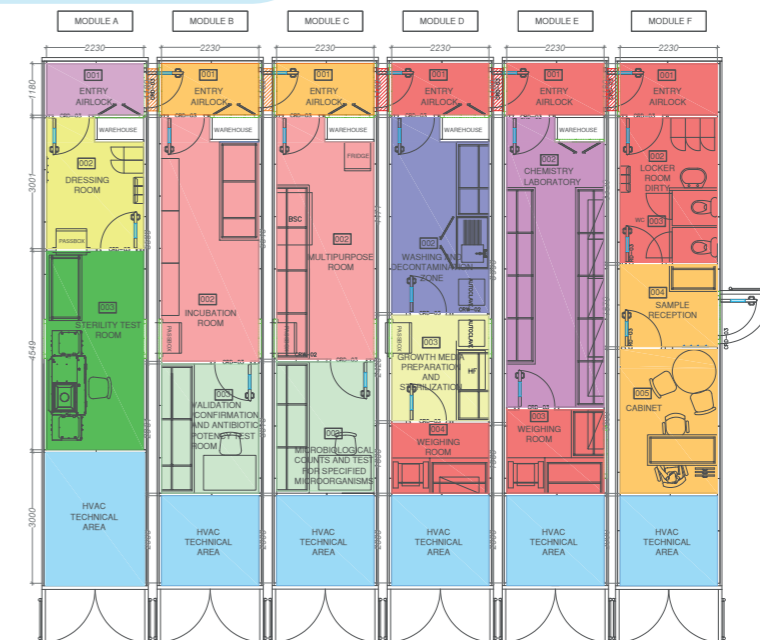 MODULE A
MODULE B
MODULE C
MODULE D
MODULE E
MODULE F
2230
2230
2230
2230
2230
2230
1180
3001
4549
3000
001
ENTRY
AIRLOCK
002
DRESSING
ROOM
PASSBOX
003
STERILITY TEST
ROOM
HVAC
TECHNICAL
AREA
001
ENTRY
AIRLOCK
WAREHOUSE
002
INCUBATION
ROOM
PASSBOX
003
VALIDATION
CONFIRMATION
AND ANTIBIOTIC
POTENCY TEST
ROOM
HVAC
TECHNICAL
AREA
001
ENTRY
AIRLOCK
WAREHOUSE
FRIDGE
BSC
002
MULTIPURPOSE
ROOM
MICROBIOLOGICAL
COUNTS AND TEST
FOR SPECIFIED
MICROORGANISMS
HVAC
TECHNICAL
AREA
001
ENTRY
AIRLOCK
WAREHOUSE
002
WASHING AND
DECONTAMINATION
ZONE
AUTOCLAVE
PASSBOX
003
AUTOCLAVE
GROWTH MEDIA
PREPARATION
AND
STERILIZATION
HF
004
WEIGHING
ROOM
HVAC
TECHNICAL
AREA
001
ENTRY
AIRLOCK
WAREHOUSE
002
CHEMISTRY
LABORATORY
003
WEIGHING
ROOM
HVAC
TECHNICAL
AREA
001
ENTRY
AIRLOCK
002
LOCKER
ROOM
DIRTY
WC
003
004
SAMPLE
RECEPTION
005
CABINET
HVAC
TECHNICAL
AREA